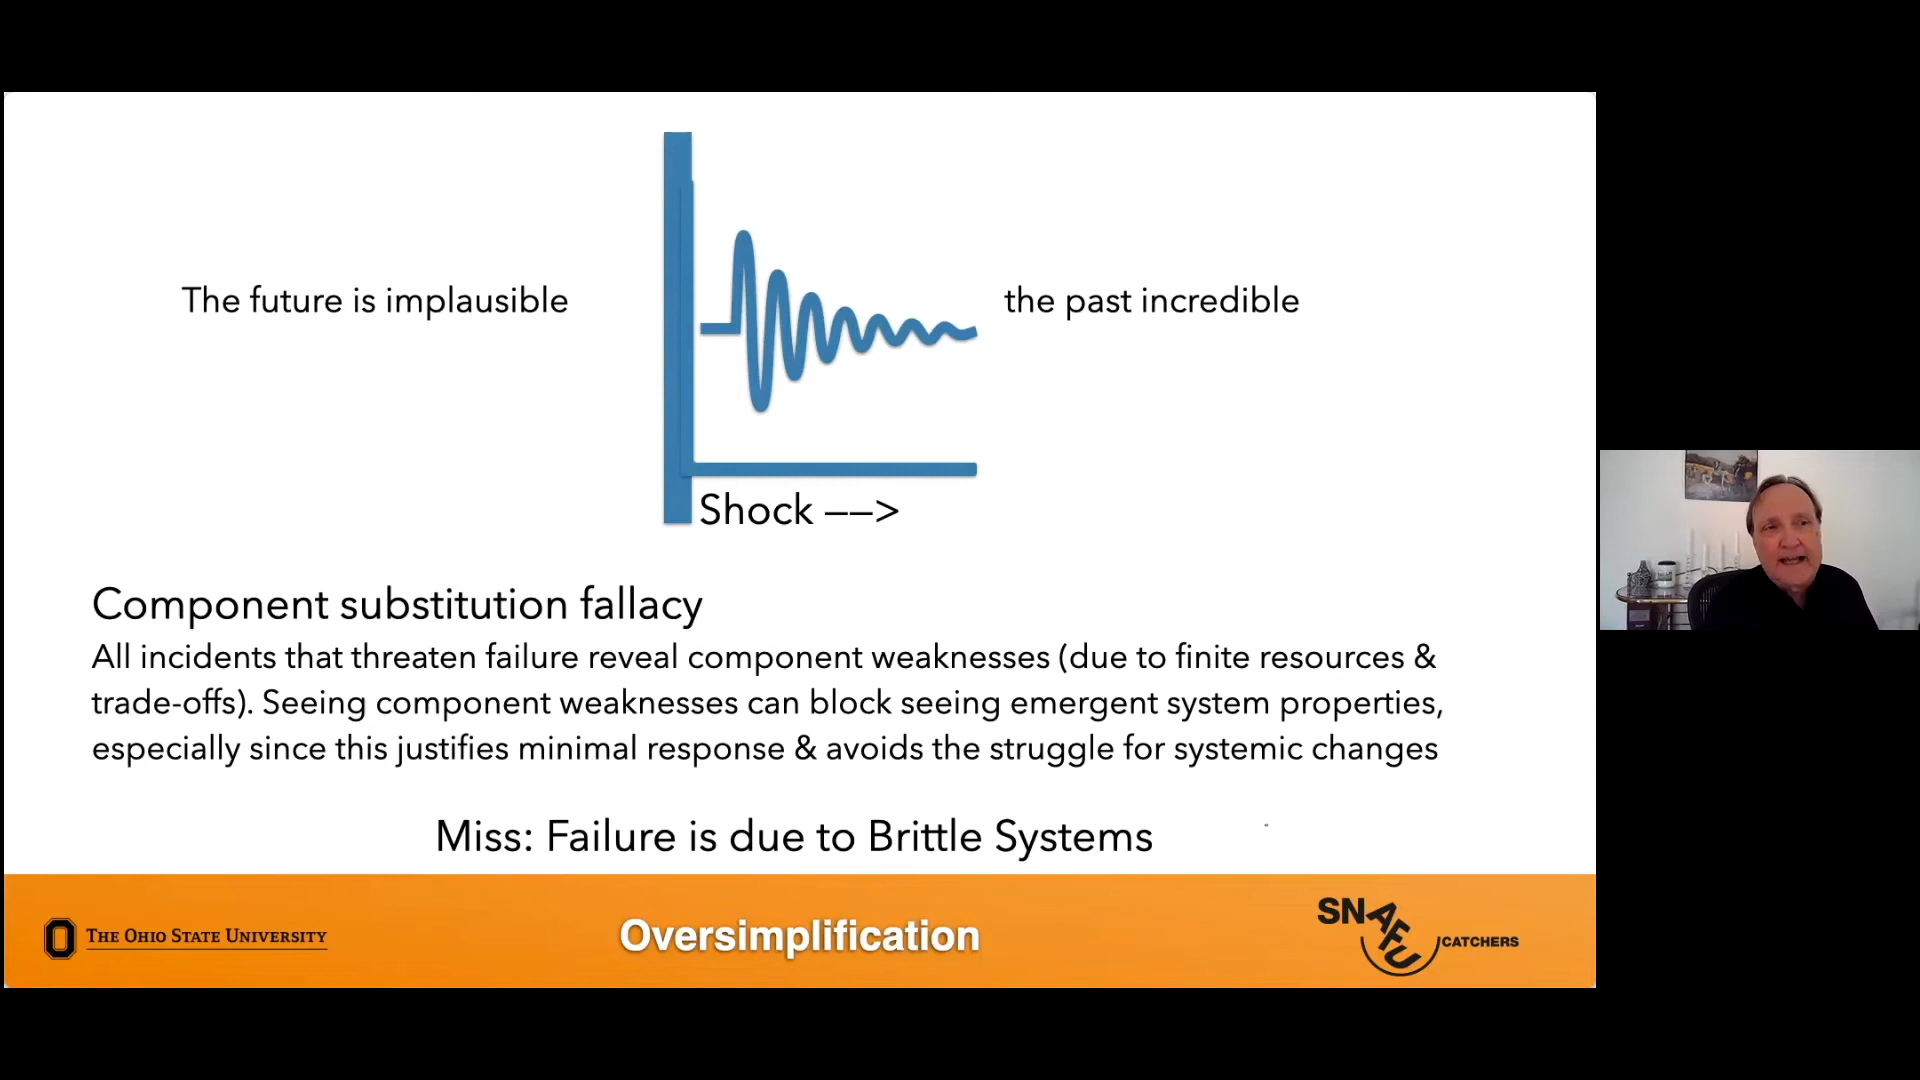 The future is implausible
the past incredible
Shock ––>
Component substitution fallacy
All incidents that threaten failure reveal component weaknesses (due to finite resources &
trade-offs). Seeing component weaknesses can block seeing emergent system properties,
especially since this justifies minimal response & avoids the struggle for systemic changes
Miss: Failure is due to Brittle Systems
THE OHIO STATE UNIVERSITY
Oversimplification
SNAFU
CATCHERS